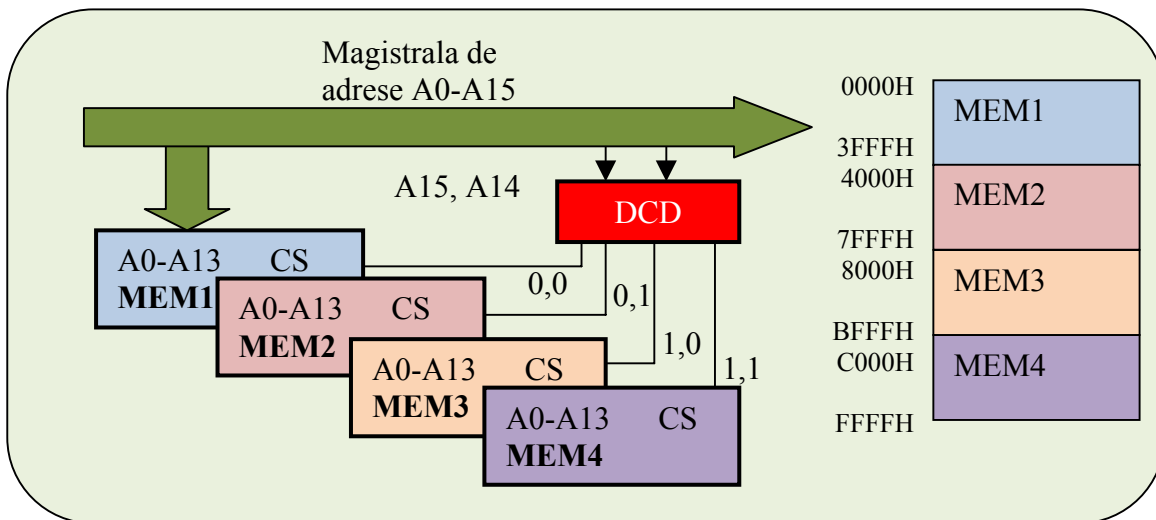 Magistrala de
adrese A0-A15
A15, A14
DCD
A0-A13 CS
MEM1
0,0
A0-A13 CS
MEM2
0,1
A0-A13 CS
MEM3
1,0
A0-A13 CS
MEM4
1,1
0000H
MEM1
3FFFH
4000H
MEM2
7FFFH
8000H
MEM3
BFFFH
C000H
MEM4
FFFFH